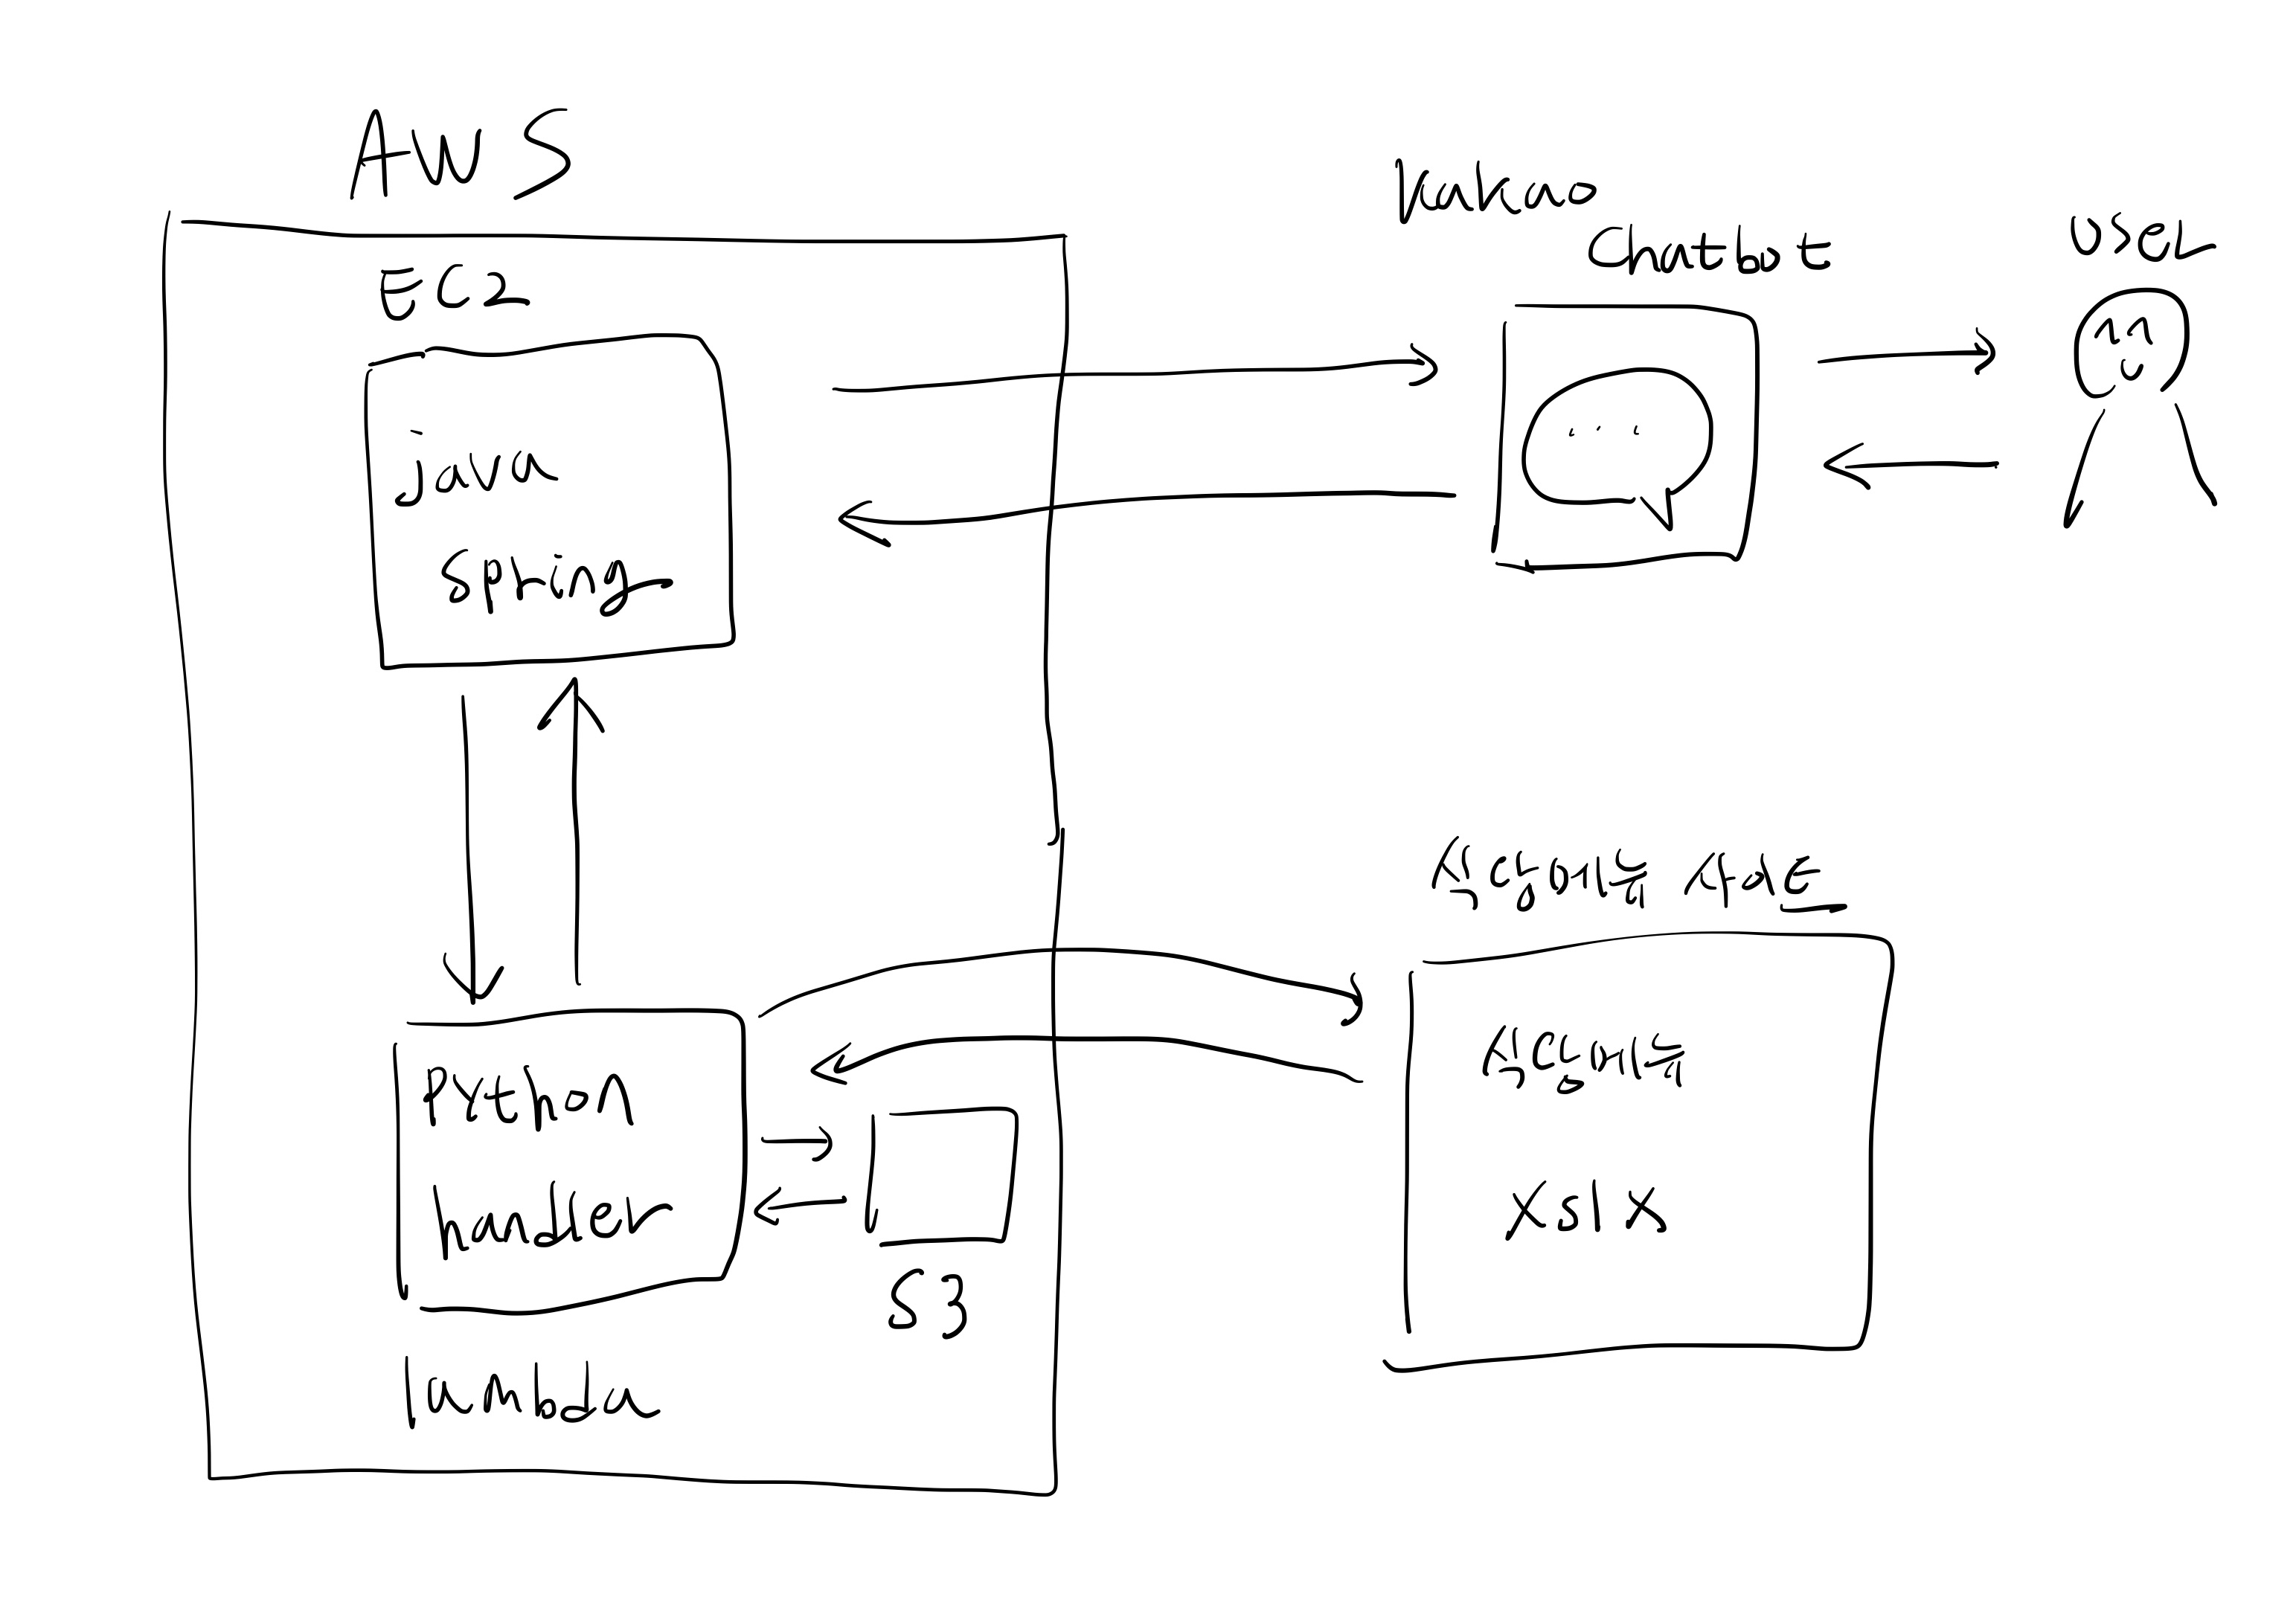 AWS
Kakao
Chatbot
user
EC2
java
spring
식당메뉴 사이트
Python
handler
lambda
S3
식당메뉴
xslx